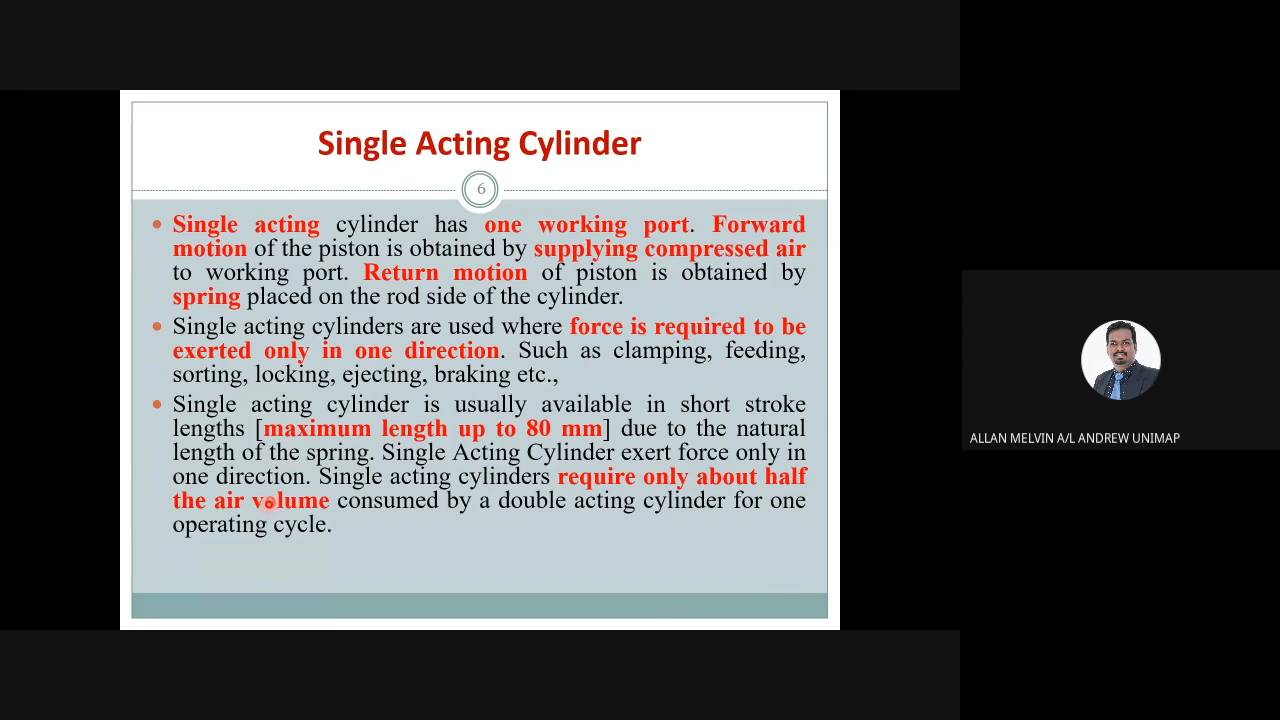 Single Acting Cylinder
6
• Single acting cylinder has one working port. Forward
motion of the piston is obtained by supplying compressed air
to working port. Return motion of piston is obtained by
spring placed on the rod side of the cylinder.
• Single acting cylinders are used where force is required to be
exerted only in one direction. Such as clamping, feeding,
sorting, locking, ejecting, braking etc.,
• Single acting cylinder is usually available in short stroke
lengths [maximum length up to 80 mm] due to the natural
length of the spring. Single Acting Cylinder exert force only in
one direction. Single acting cylinders require only about half
the air volume consumed by a double acting cylinder for one
operating cycle.
ALLAN MELVIN A/L ANDREW UNIMAP